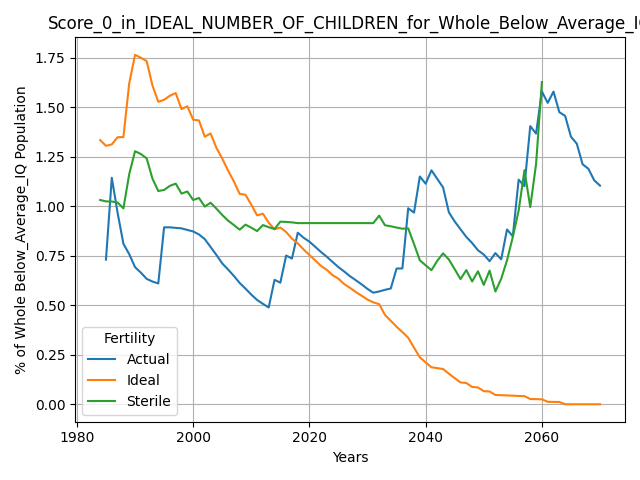 Score_0_in_IDEAL_NUMBER_OF_CHILDREN_for_Whole_Below_Average_IQ
% of Whole Below_Average_IQ Population
1.75
1.50
1.25
1.00
0.75
0.50
0.25
0.00
Fertility
Actual
Ideal
Sterile
1980
2000
2020
2040
2060
Years